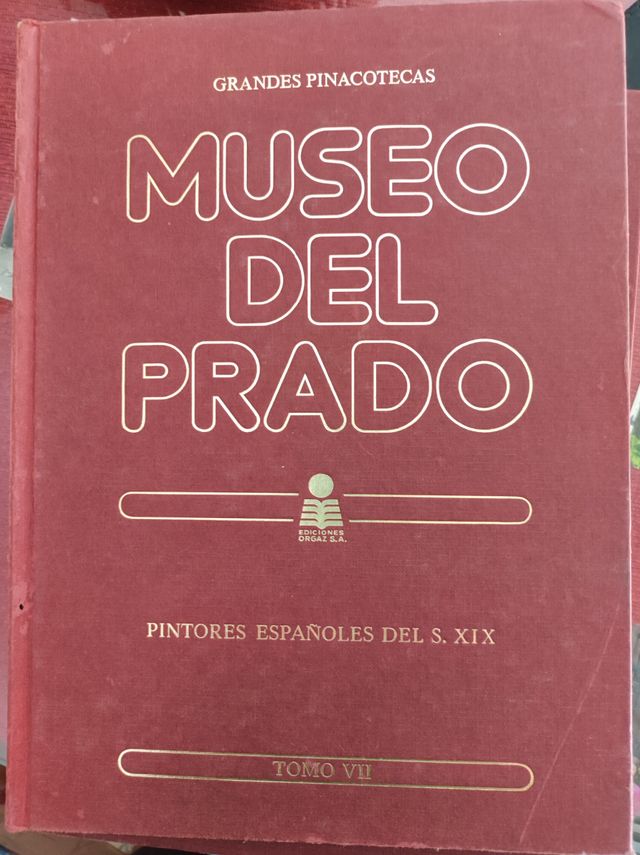 GRANDES PINACOTECAS
MUSEO
DEL
PRADO
EDICIONES
ORGAZ S.A.
PINTORES ESPAÑOLES DEL S. XIX
TOMO VII